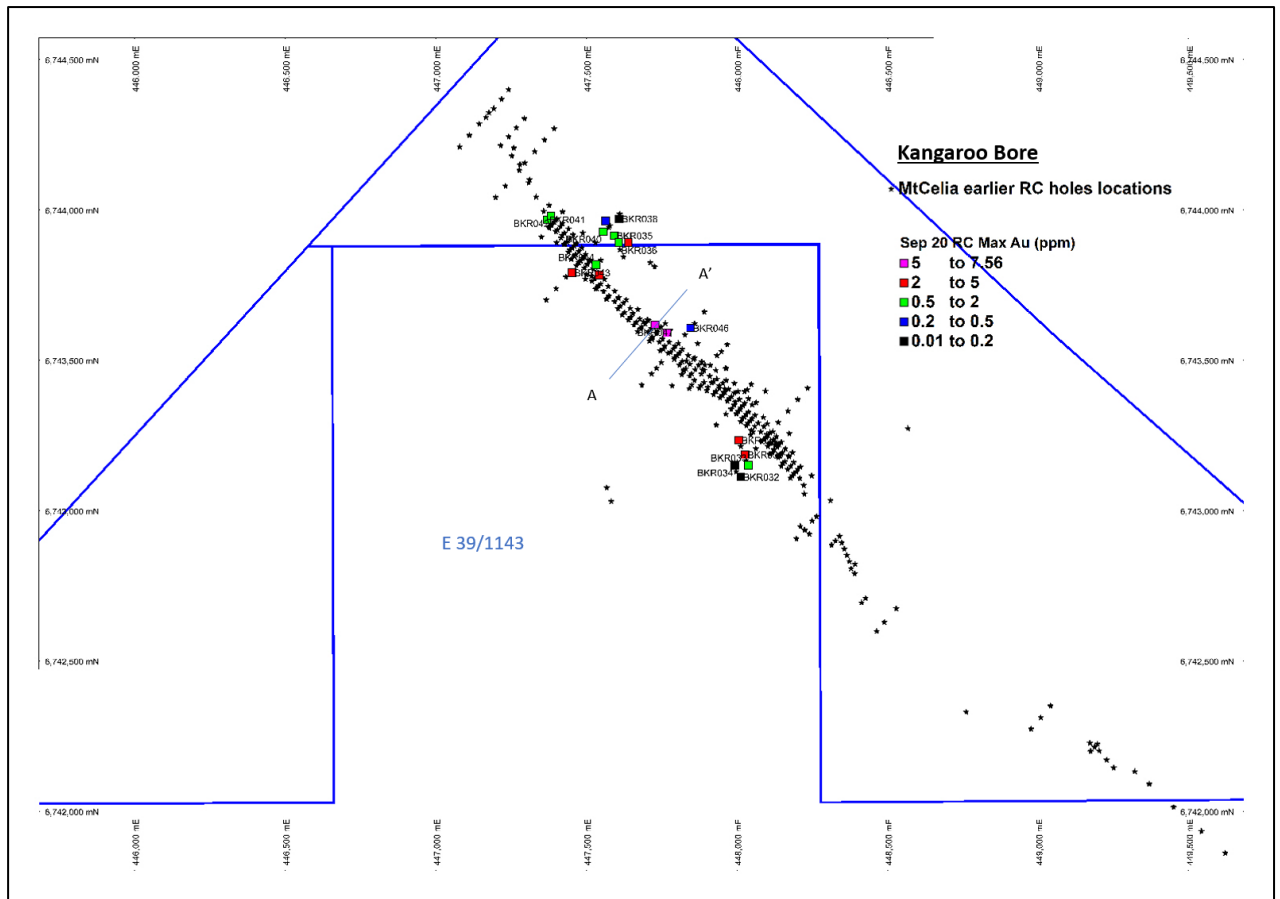 446,000 mE
446,500 mE
447,000 mE
447,500 mE
448,000 mE
448,500 mE
449,000 mE
449,500 mE
6,744,500 mN
6,744,500 mN
Kangaroo Bore
MtCelia earlier RC holes locations
6,744,000 mN
6,744,000 mN
BKR041
BKR038
BKR040
BKR035
BKR036
Sep 20 RC Max Au (ppm)
5 to 7.56
2 to 5
0.5 to 2
0.2 to 0.5
0.01 to 0.2
A'
BKR046
6,743,500 mN
6,743,500 mN
A
BKR034
BKR032
6,743,000 mN
6,743,000 mN
E 39/1143
6,742,500 mN
6,742,500 mN
6,742,000 mN
6,742,000 mN
446,000 mE
446,500 mE
447,000 mE
447,500 mE
448,000 mE
448,500 mE
449,000 mE
449,500 mE